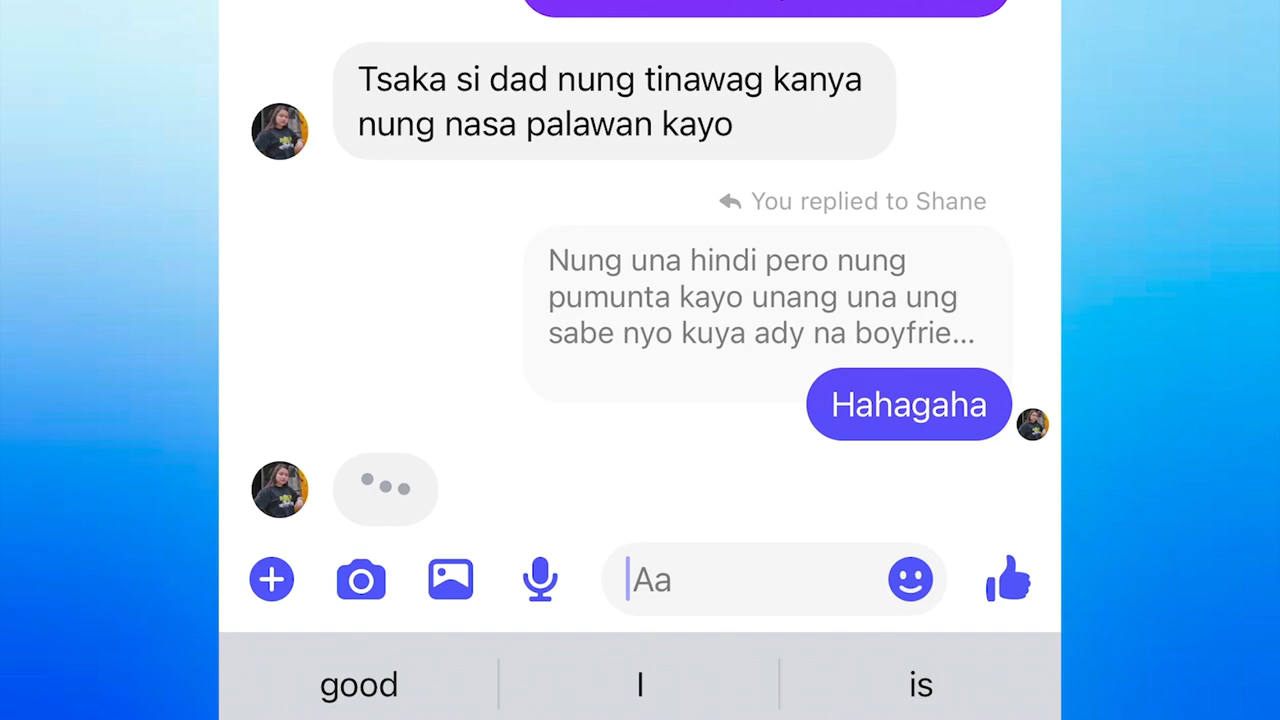 Tsaka si dad nung tinawag kanya
nung nasa palawan kayo
You replied to Shane
Nung una hindi pero nung
pumunta kayo unang una ung
sabe nyo kuya ady na boyfrie...
Hahagaha
Aa
good I is